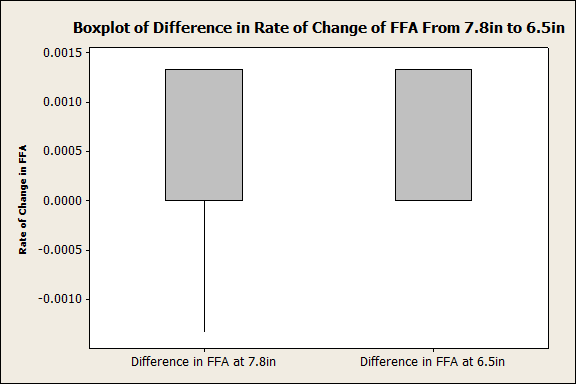 Boxplot of Difference in Rate of Change of FFA From 7.8in to 6.5in
0.0015
0.0010
0.0005
0.0000
-0.0005
-0.0010
Rate of Change in FFA
Difference in FFA at 7.8in
Difference in FFA at 6.5in